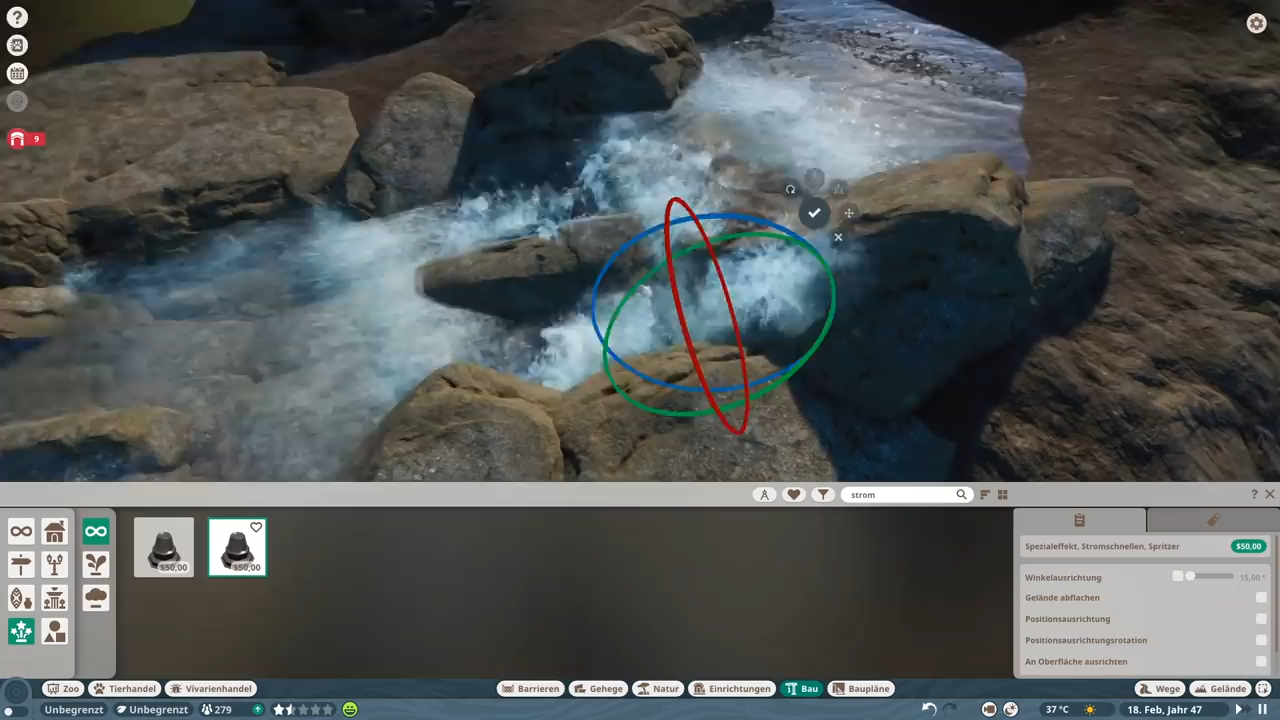 9
strom
$50,00
$50,00
Spezialeffekt, Stromschnellen, Spritzer
$50,00
Winkelausrichtung
15,00 °
Gelände abflachen
Positionsausrichtung
Positionsausrichtungsrotation
An Oberfläche ausrichten
Zoo
Tierhandel
Vivarienhandel
Barrieren
Gehege
Natur
Einrichtungen
Bau
Baupläne
Wege
Gelände
Unbegrenzt
Unbegrenzt
279
37 °C
18. Feb, Jahr 47